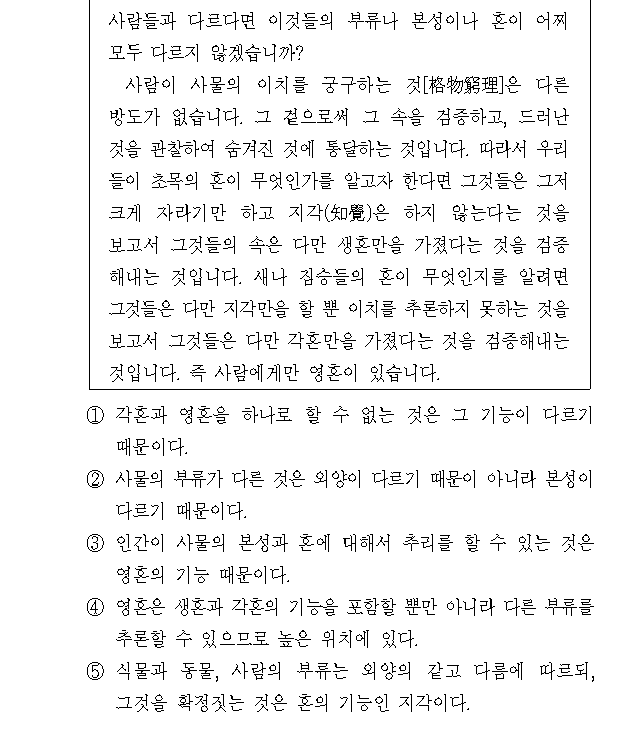 사람들과 다르다면 이것들의 부류나 본성이나 혼이 어찌
모두 다르지 않겠습니까?
사람이 사물의 이치를 궁구하는 것[格物窮理]은 다른
방도가 없습니다. 그 겉으로써 그 속을 검증하고, 드러난
것을 관찰하여 숨겨진 것에 통달하는 것입니다. 따라서 우리
들이 초목의 혼이 무엇인가를 알고자 한다면 그것들은 그저
크게 자라기만 하고 지각(知覺)은 하지 않는다는 것을
보고서 그것들의 속은 다만 생혼만을 가졌다는 것을 검증
해내는 것입니다. 새나 짐승들의 혼이 무엇인지를 알려면
그것들은 다만 지각만을 할 뿐 이치를 추론하지 못하는 것을
보고서 그것들은 다만 각혼만을 가졌다는 것을 검증해내는
것입니다. 즉 사람에게만 영혼이 있습니다.
① 각혼과 영혼을 하나로 할 수 없는 것은 그 기능이 다르기
때문이다.
② 사물의 부류가 다른 것은 외양이 다르기 때문이 아니라 본성이
다르기 때문이다.
③ 인간이 사물의 본성과 혼에 대해서 추리를 할 수 있는 것은
영혼의 기능 때문이다.
④ 영혼은 생혼과 각혼의 기능을 포함할 뿐만 아니라 다른 부류를
추론할 수 있으므로 높은 위치에 있다.
⑤ 식물과 동물, 사람의 부류는 외양의 같고 다름에 따르되,
그것을 확정짓는 것은 혼의 기능인 지각이다.